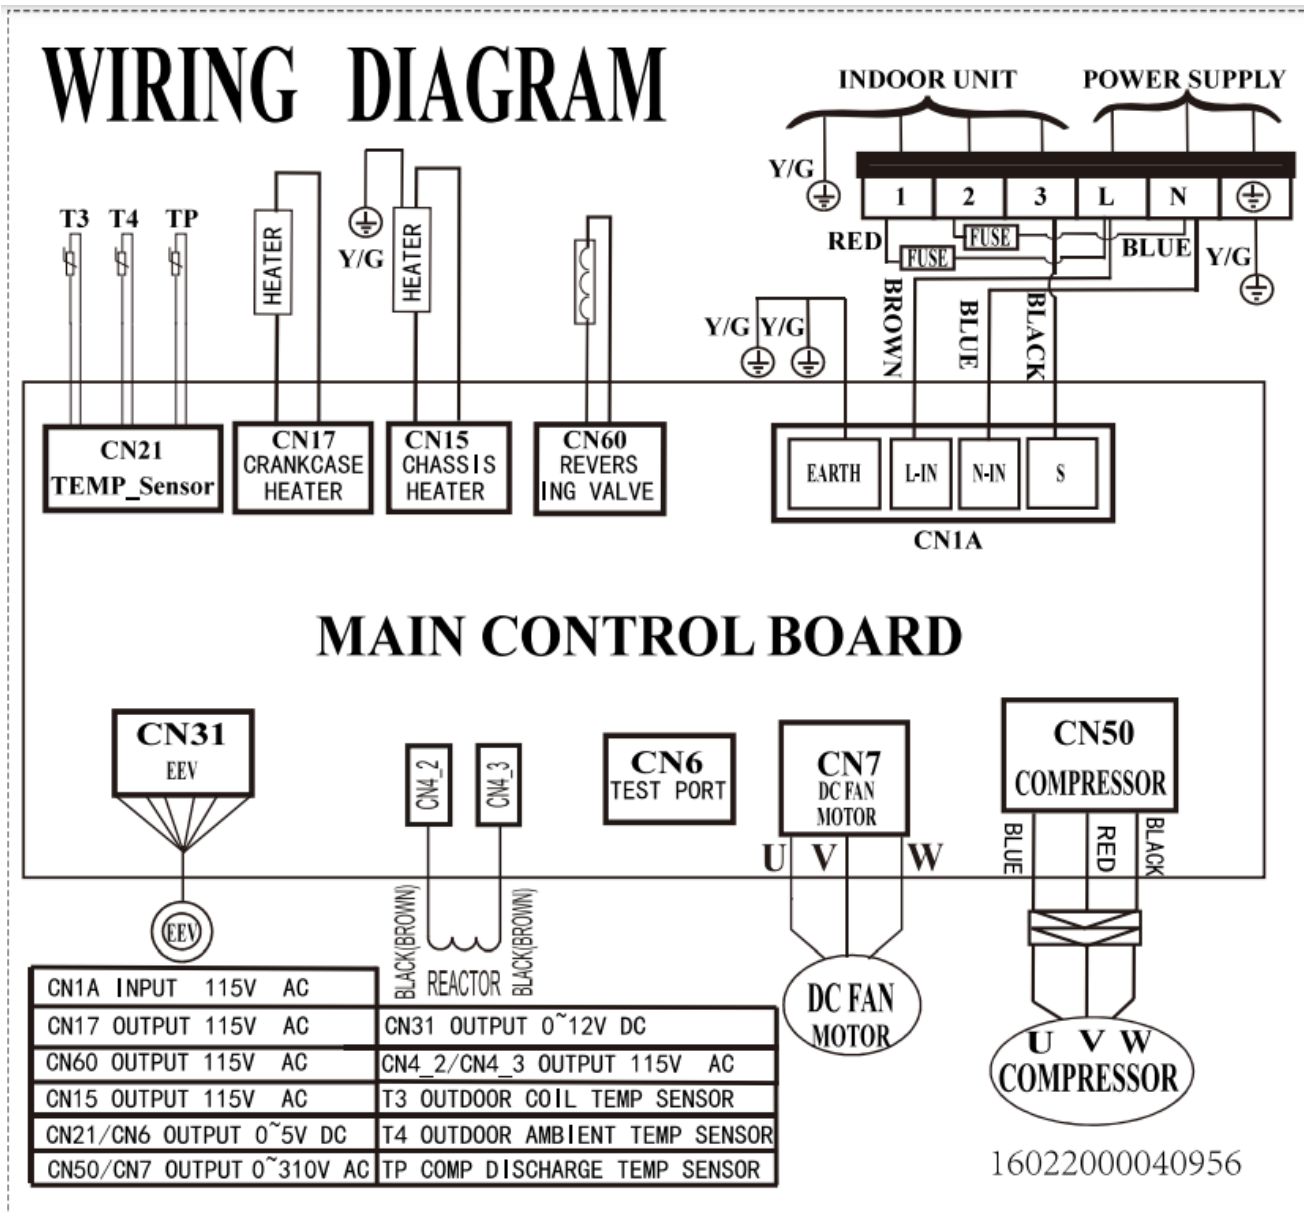 WIRING DIAGRAM
INDOOR UNIT
POWER SUPPLY
Y/G
1 2 3 L N
RED
FUSE
FUSE
BLUE
Y/G
T3 T4 TP
HEATER
Y/G
HEATER
Y/G Y/G
BROWN
BLUE
BLACK
CN21
TEMP_Sensor
CN17
CRANKCASE
HEATER
CN15
CHASSIS
HEATER
CN60
REVERS
ING VALVE
EARTH
L-IN
N-IN
S
CN1A
MAIN CONTROL BOARD
CN31
EEV
CN4_2
CN4_3
CN6
TEST PORT
CN7
DC FAN
MOTOR
CN50
COMPRESSOR
U V W
BLUE
RED
BLACK
EEV
BLACK(BROWN)
REACTOR
BLACK(BROWN)
DC FAN
MOTOR
U V W
COMPRESSOR
CN1A INPUT 115V AC
CN17 OUTPUT 115V AC
CN31 OUTPUT 0~12V DC
CN60 OUTPUT 115V AC
CN4_2/CN4_3 OUTPUT 115V AC
CN15 OUTPUT 115V AC
T3 OUTDOOR COIL TEMP SENSOR
CN21/CN6 OUTPUT 0~5V DC
T4 OUTDOOR AMBIENT TEMP SENSOR
CN50/CN7 OUTPUT 0~310V AC
TP COMP DISCHARGE TEMP SENSOR
16022000040956